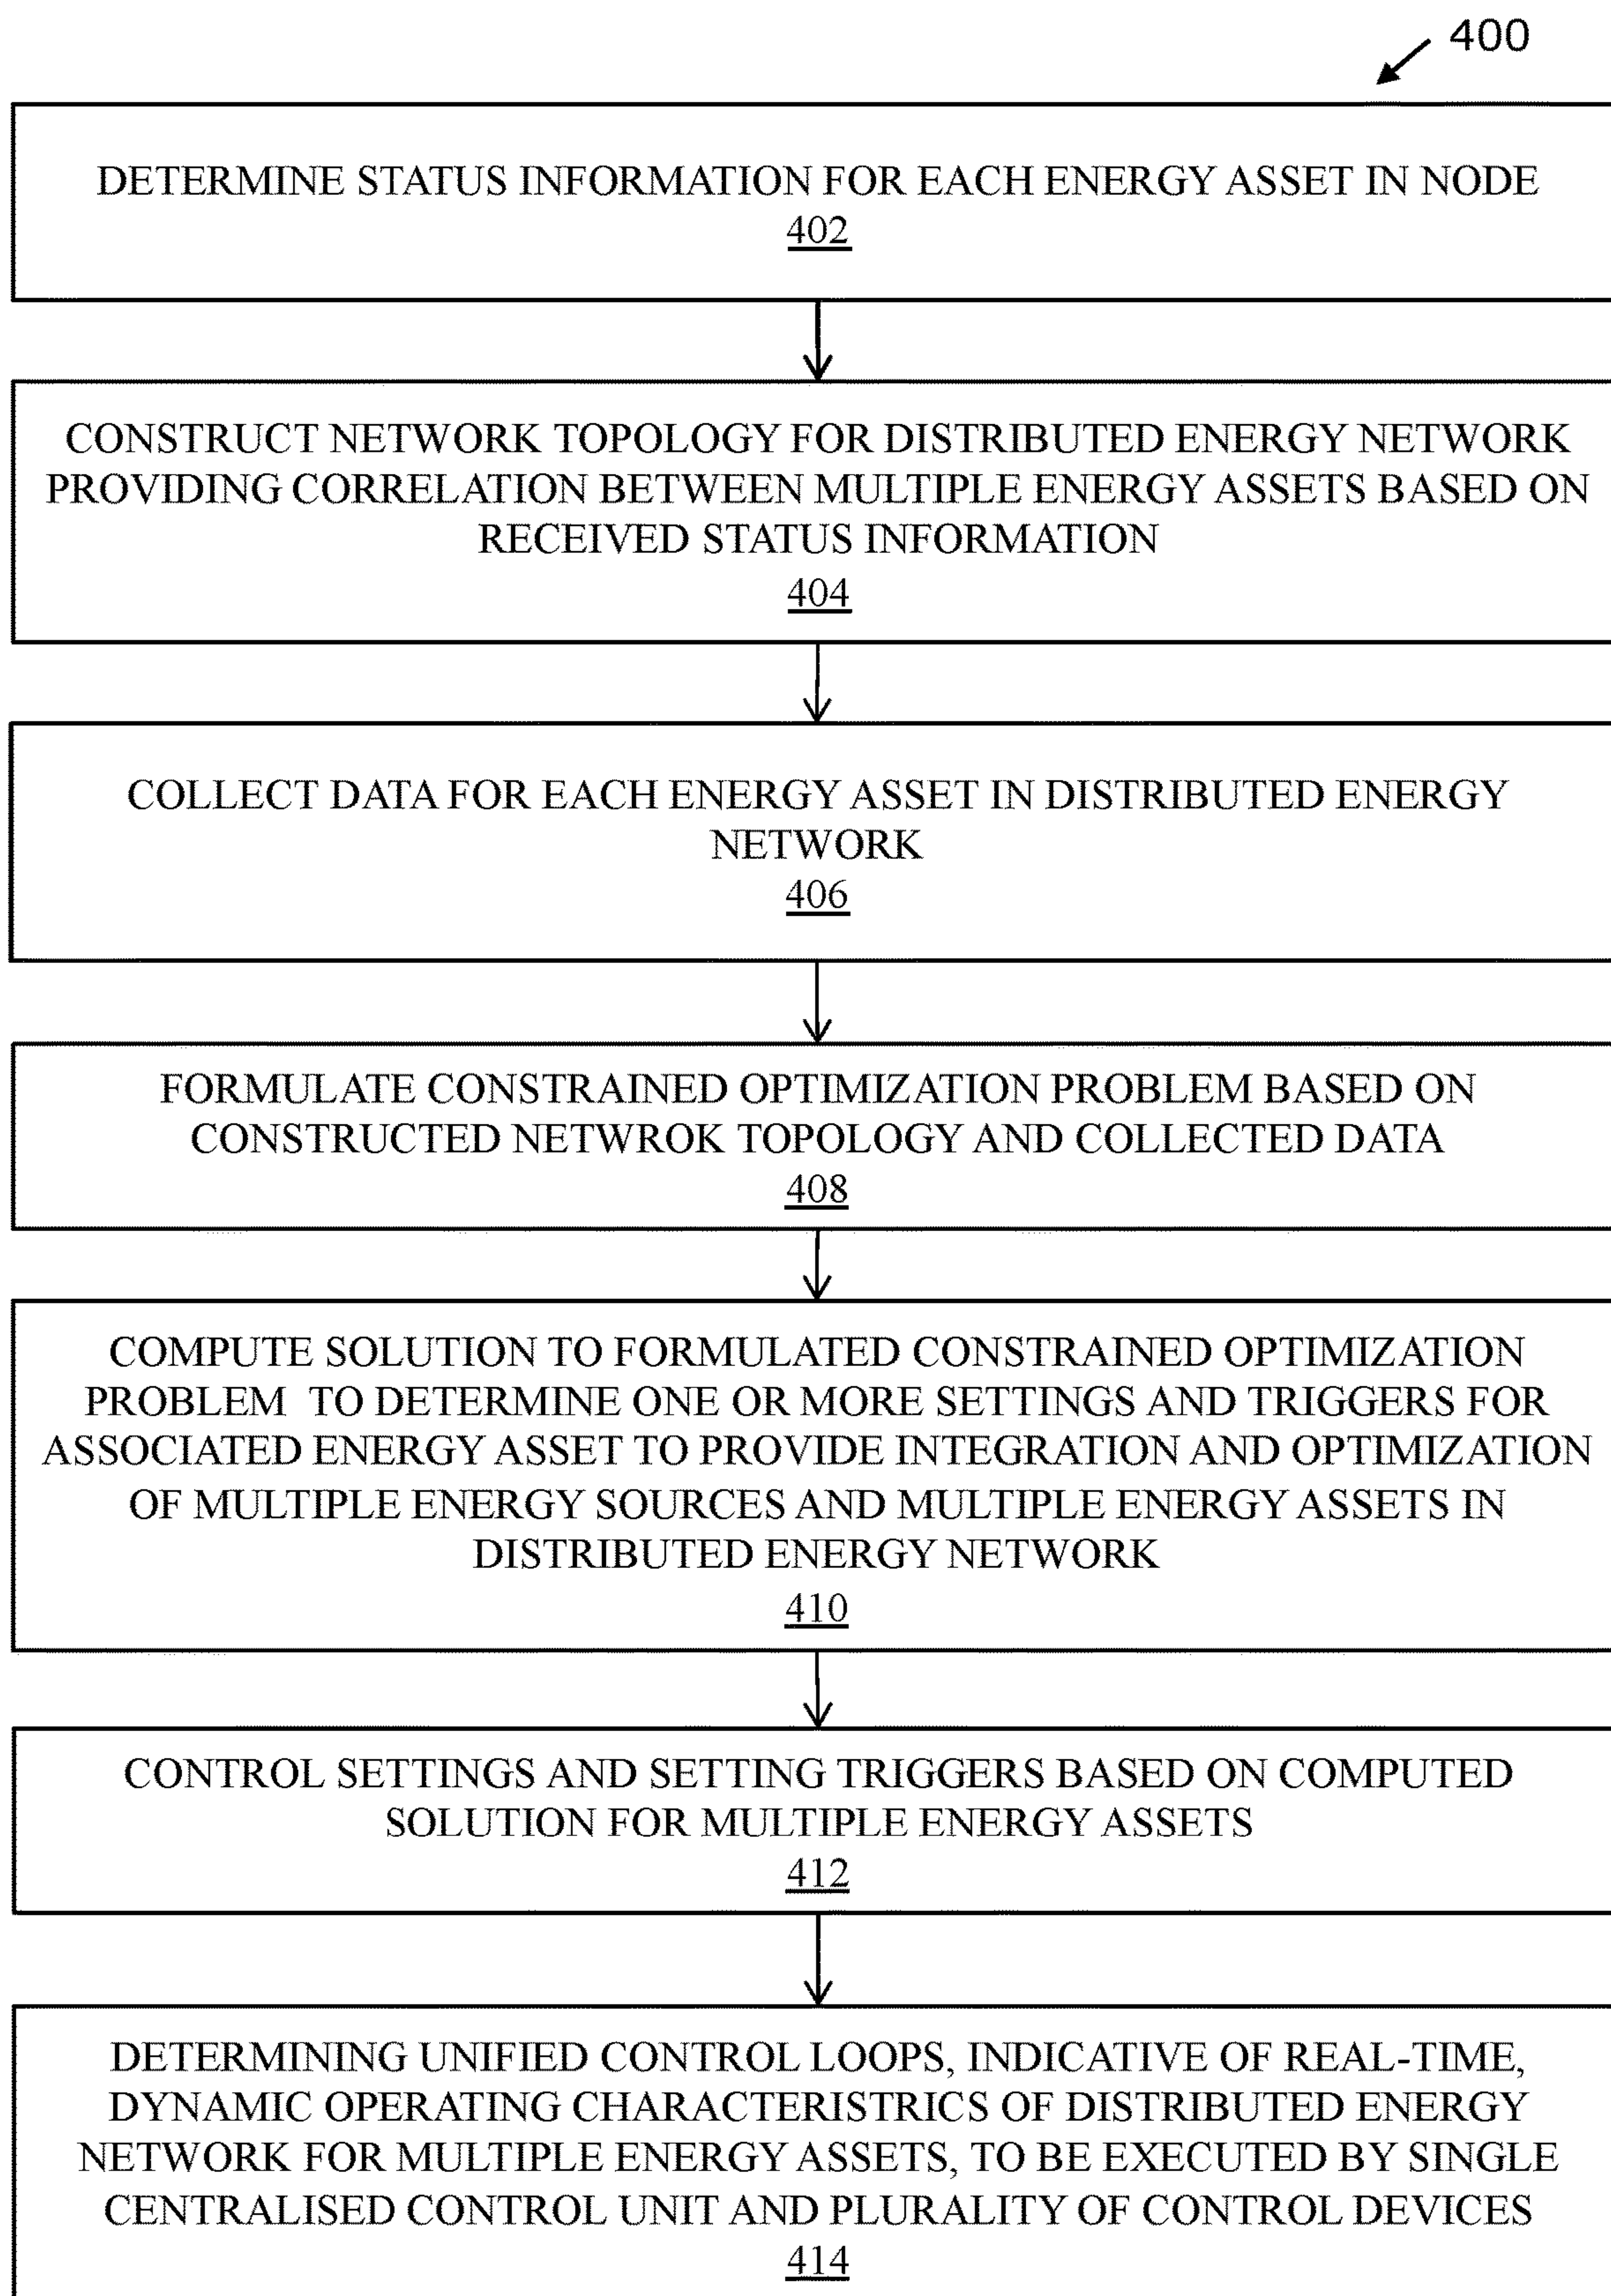 400
DETERMINE STATUS INFORMATION FOR EACH ENERGY ASSET IN NODE
402
CONSTRUCT NETWORK TOPOLOGY FOR DISTRIBUTED ENERGY NETWORK
PROVIDING CORRELATION BETWEEN MULTIPLE ENERGY ASSETS BASED ON
RECEIVED STATUS INFORMATION
404
COLLECT DATA FOR EACH ENERGY ASSET IN DISTRIBUTED ENERGY
NETWORK
406
FORMULATE CONSTRAINED OPTIMIZATION PROBLEM BASED ON
CONSTRUCTED NETWROK TOPOLOGY AND COLLECTED DATA
408
COMPUTE SOLUTION TO FORMULATED CONSTRAINED OPTIMIZATION
PROBLEM TO DETERMINE ONE OR MORE SETTINGS AND TRIGGERS FOR
ASSOCIATED ENERGY ASSET TO PROVIDE INTEGRATION AND OPTIMIZATION
OF MULTIPLE ENERGY SOURCES AND MULTIPLE ENERGY ASSETS IN
DISTRIBUTED ENERGY NETWORK
410
CONTROL SETTINGS AND SETTING TRIGGERS BASED ON COMPUTED
SOLUTION FOR MULTIPLE ENERGY ASSETS
412
DETERMINING UNIFIED CONTROL LOOPS, INDICATIVE OF REAL-TIME,
DYNAMIC OPERATING CHARACTERISTRICS OF DISTRIBUTED ENERGY
NETWORK FOR MULTIPLE ENERGY ASSETS, TO BE EXECUTED BY SINGLE
CENTRALISED CONTROL UNIT AND PLURALITY OF CONTROL DEVICES
414